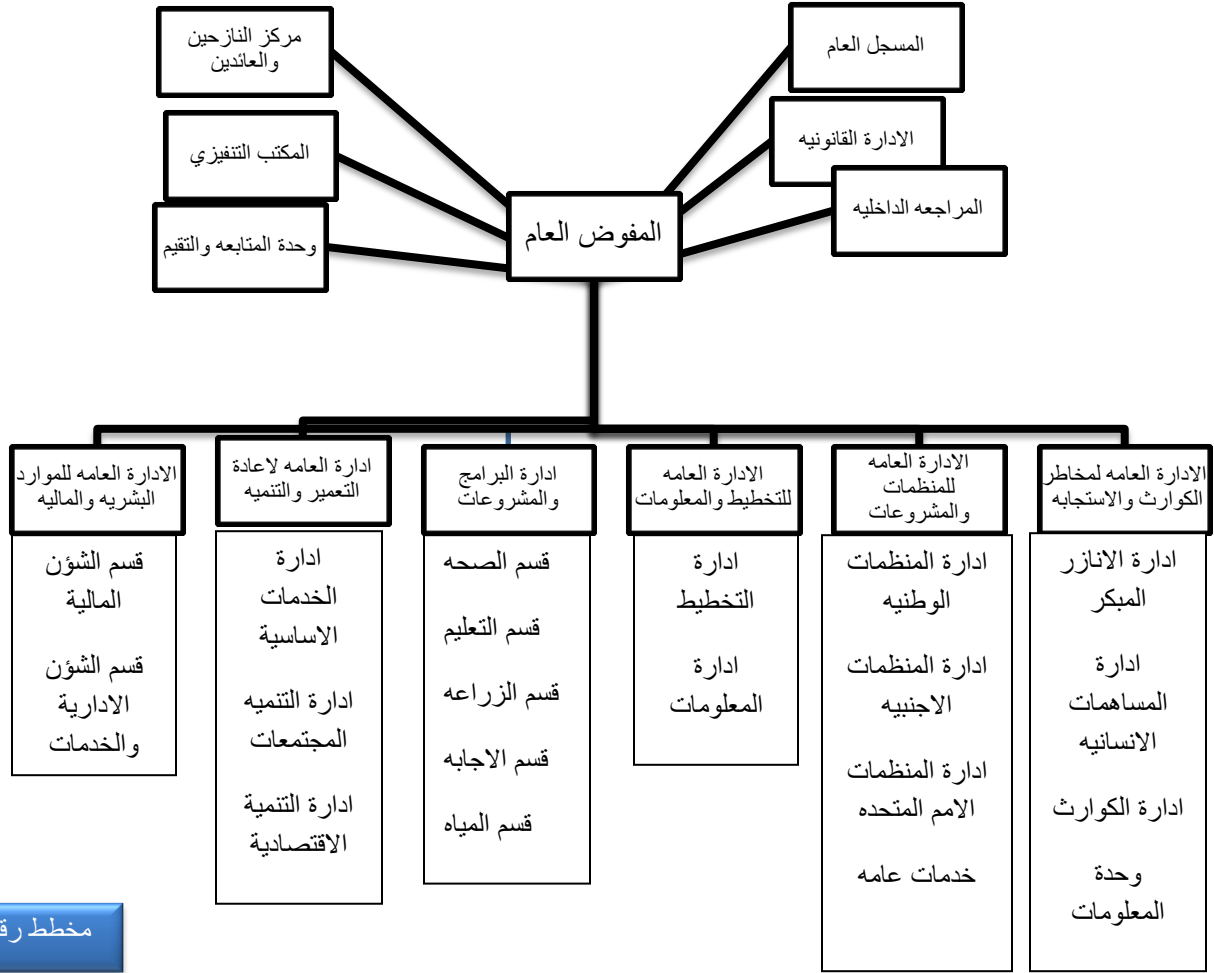 المسجل العام
مركز النازحين
والعائدين
الادارة القانونيه
المكتب التنفيزي
المراجعه الداخليه
المفوض العام
وحدة المتابعه والتقيم
الادارة العامه لمخاطر
الكوارث والاستجابه
الادارة العامه
للمنظمات
والمشروعات
الادارة العامه
للتخطيط والمعلومات
ادارة البرامج
والمشروعات
ادارة العامه لاعادة
التعمير والتنميه
الادارة العامه للموارد
البشريه والماليه
ادارة الانازر
المبكر
ادارة
المساهمات
الانسانيه
ادارة الكوارث
وحدة
المعلومات
ادارة المنظمات
الوطنيه
ادارة المنظمات
الاجنبيه
ادارة المنظمات
الامم المتحده
خدمات عامه
ادارة
التخطيط
ادارة
المعلومات
قسم الصحه
قسم التعليم
قسم الزراعه
قسم الاجابه
قسم المياه
ادارة
الخدمات
الاساسية
ادارة التنميه
المجتمعات
ادارة التنمية
الاقتصادية
قسم الشؤن
المالية
قسم الشؤن
الادارية
والخدمات
مخطط